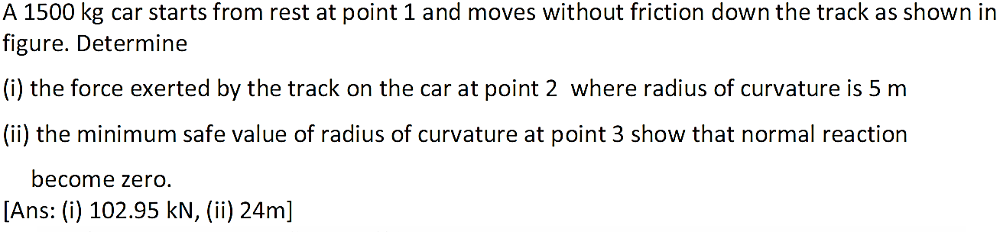 A 1500 kg car starts from rest at point 1 and moves without friction down the track as shown in
figure. Determine
(i) the force exerted by the track on the car at point 2 where radius of curvature is 5 m
(ii) the minimum safe value of radius of curvature at point 3 show that normal reaction
become zero.
[Ans: (i) 102.95 kN, (ii) 24m]